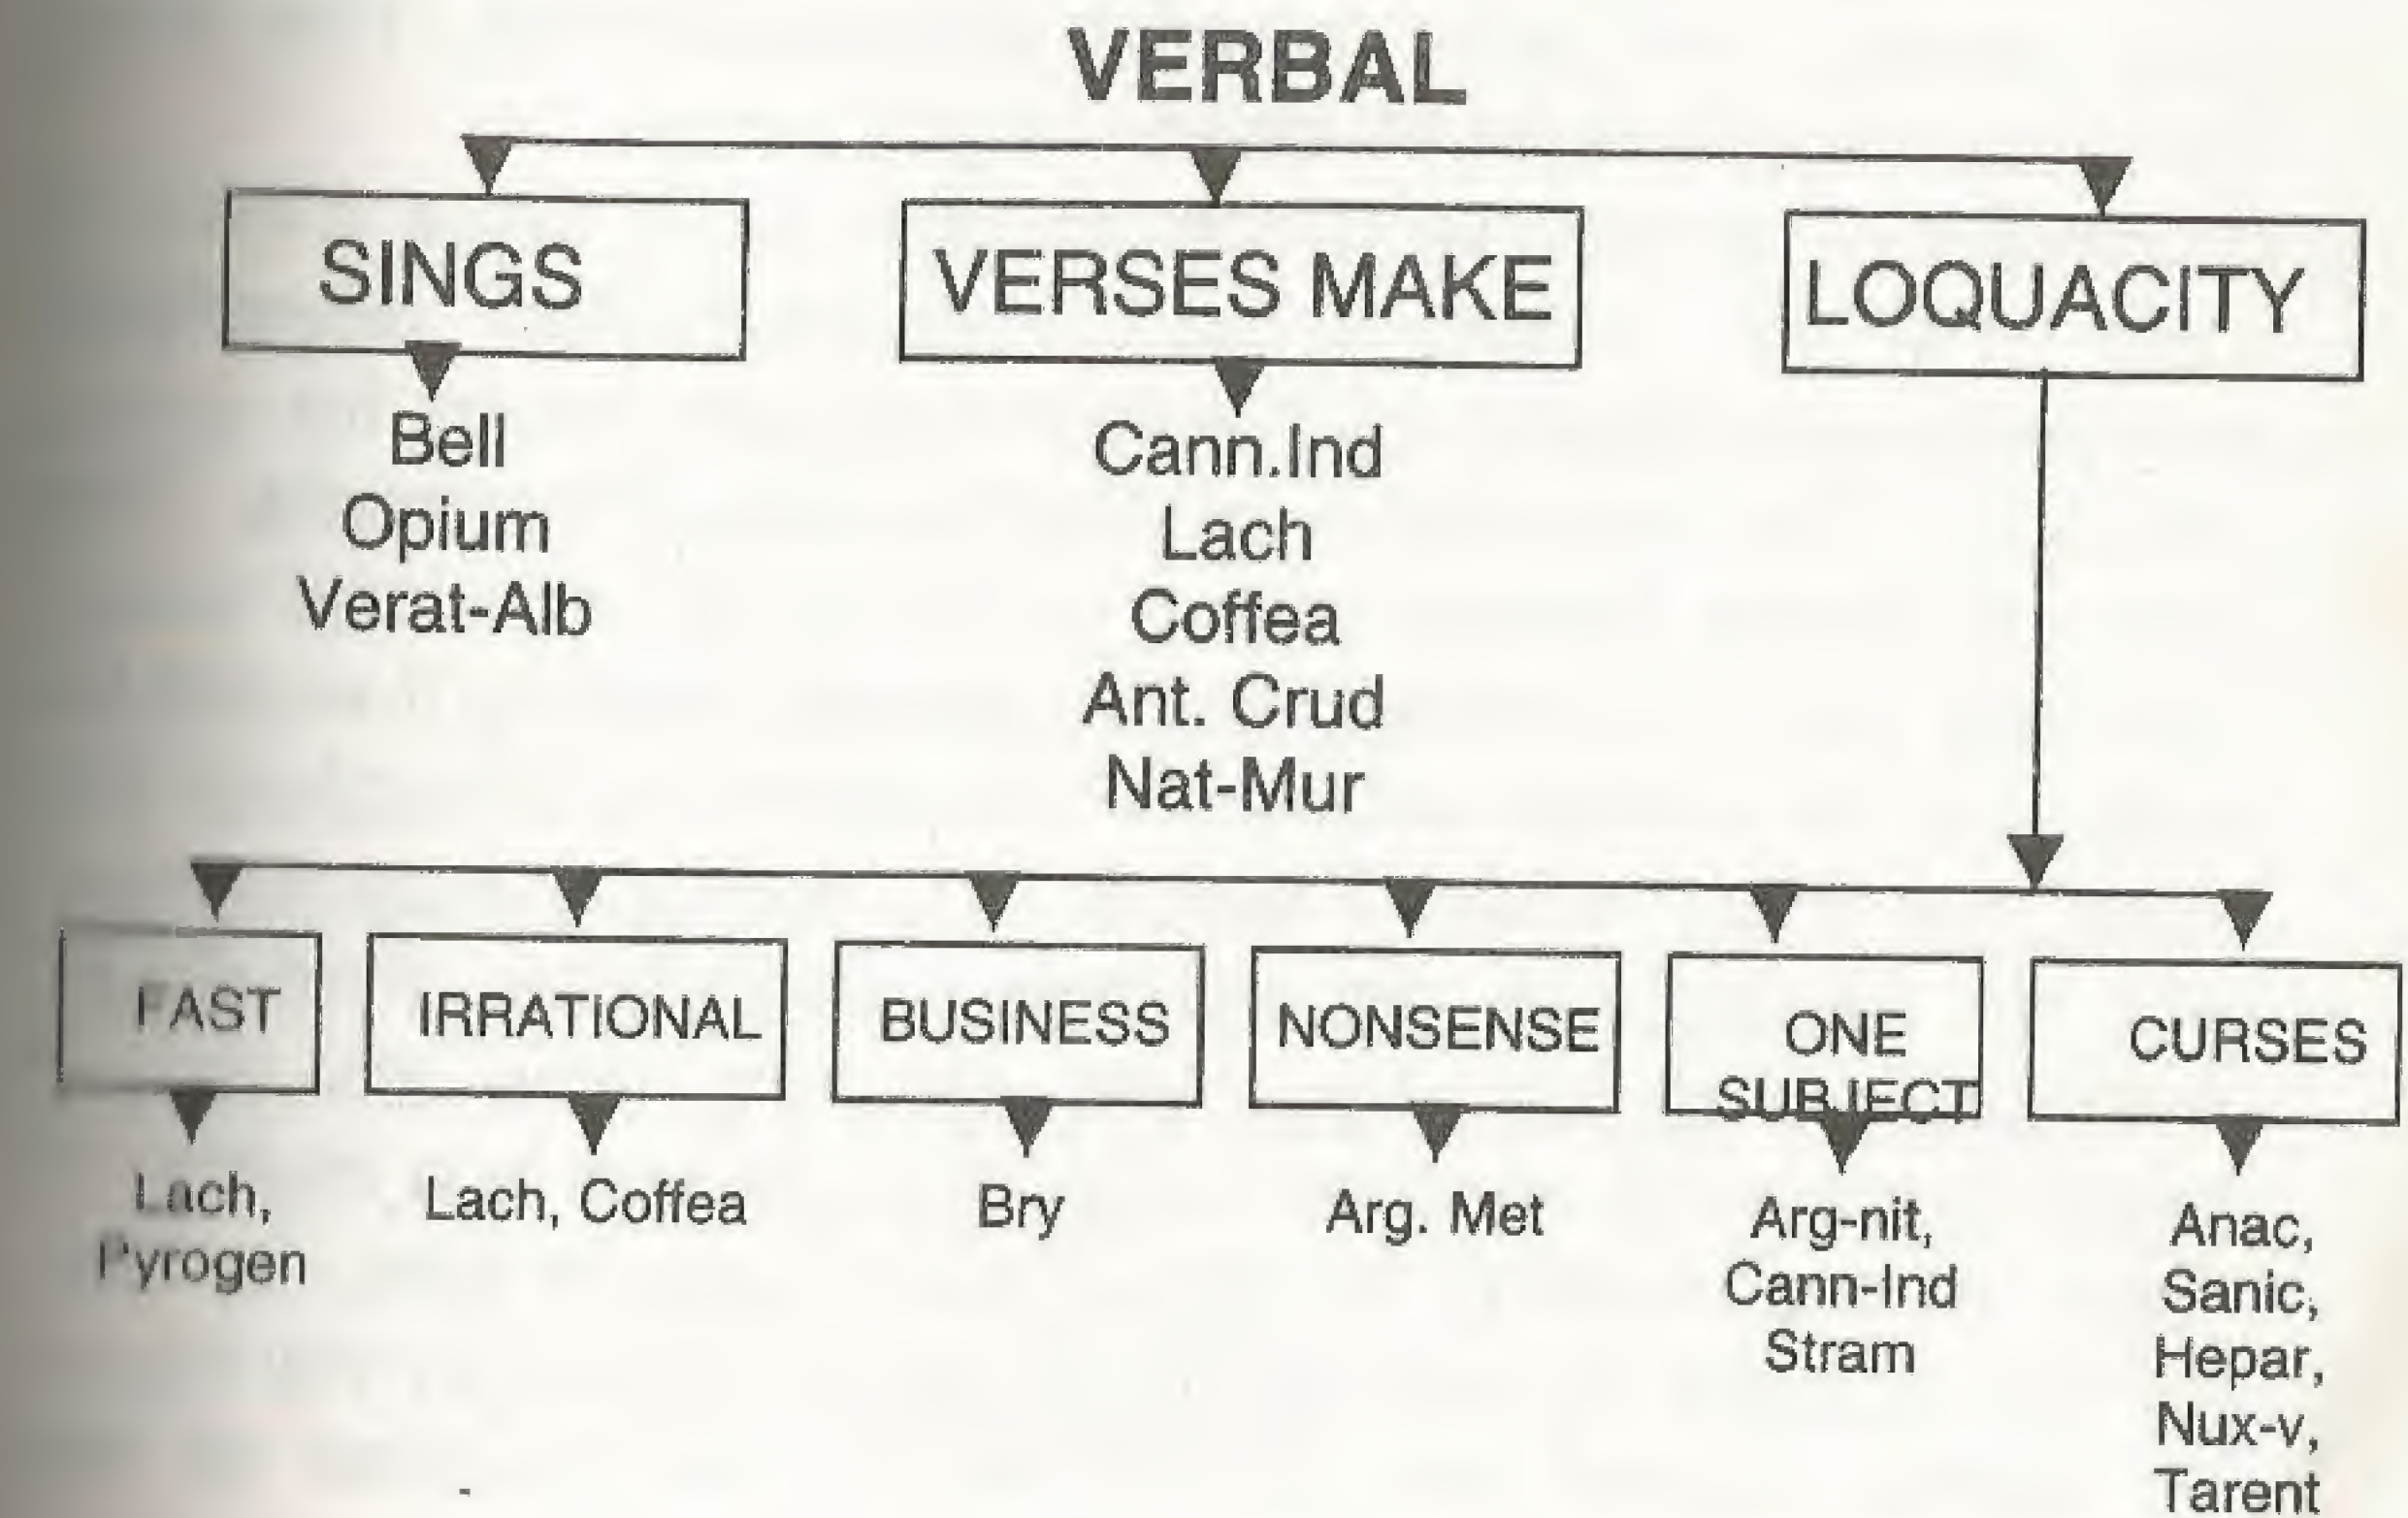 VERBAL
SINGS
VERSES MAKE
LOQUACITY
Bell
Opium
Verat-Alb
Cann.Ind
Lach
Coffea
Ant. Crud
Nat-Mur
FAST
IRRATIONAL
BUSINESS
NONSENSE
ONE
SUBJECT
CURSES
Lach,
Pyrogen
Lach, Coffea
Bry
Arg. Met
Arg-nit,
Cann-Ind
Stram
Anac,
Sanic,
Hepar,
Nux-v,
Tarent